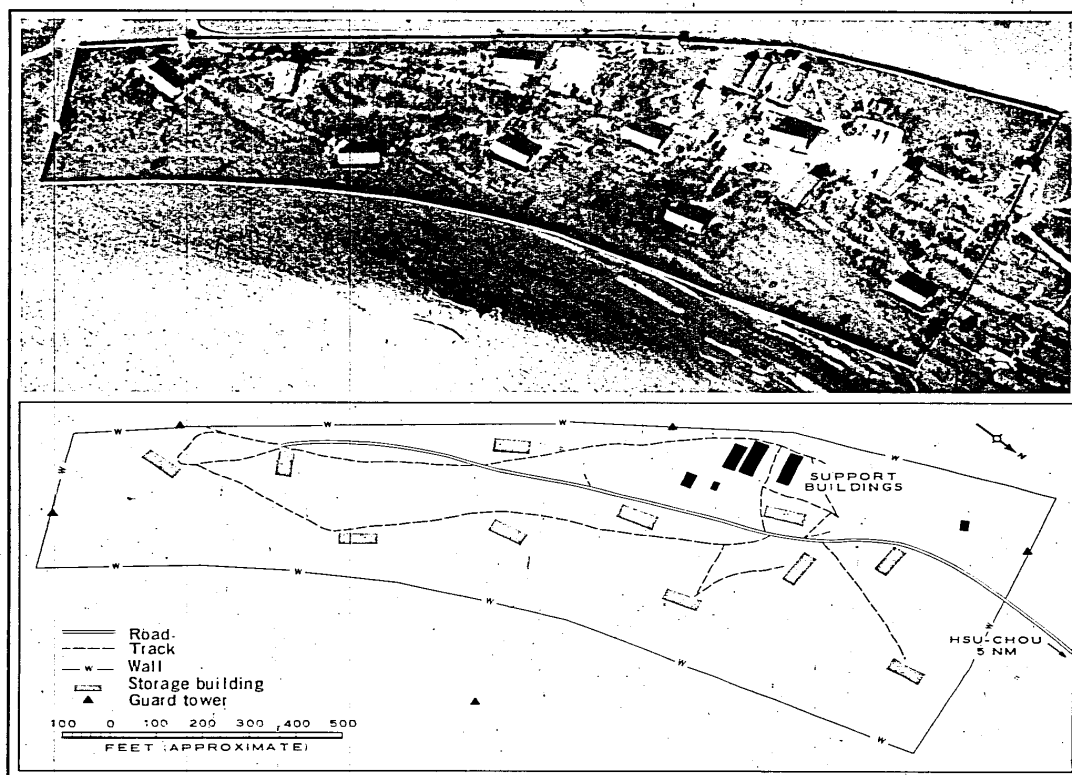 SUPPORT
BUILDINGS
N
HSU-CHOU
5 NM
Road
Track
W Wall
Storage building
Guard tower
100 0 100 200 300 400 500
FEET (APPROXIMATE)
W W W W
W W
W W W W W W W